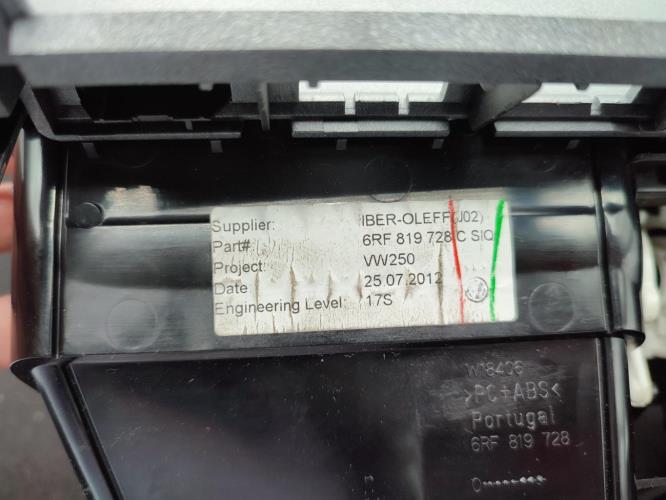 Supplier: IBER-OLEFF(J02)
Part#: 6RF 819 728 C SIQ
Project: VW250
Date 25.07.2012
Engineering Level: 17S
W18406
>PC+ABS<
Portugal
6RF 819 728